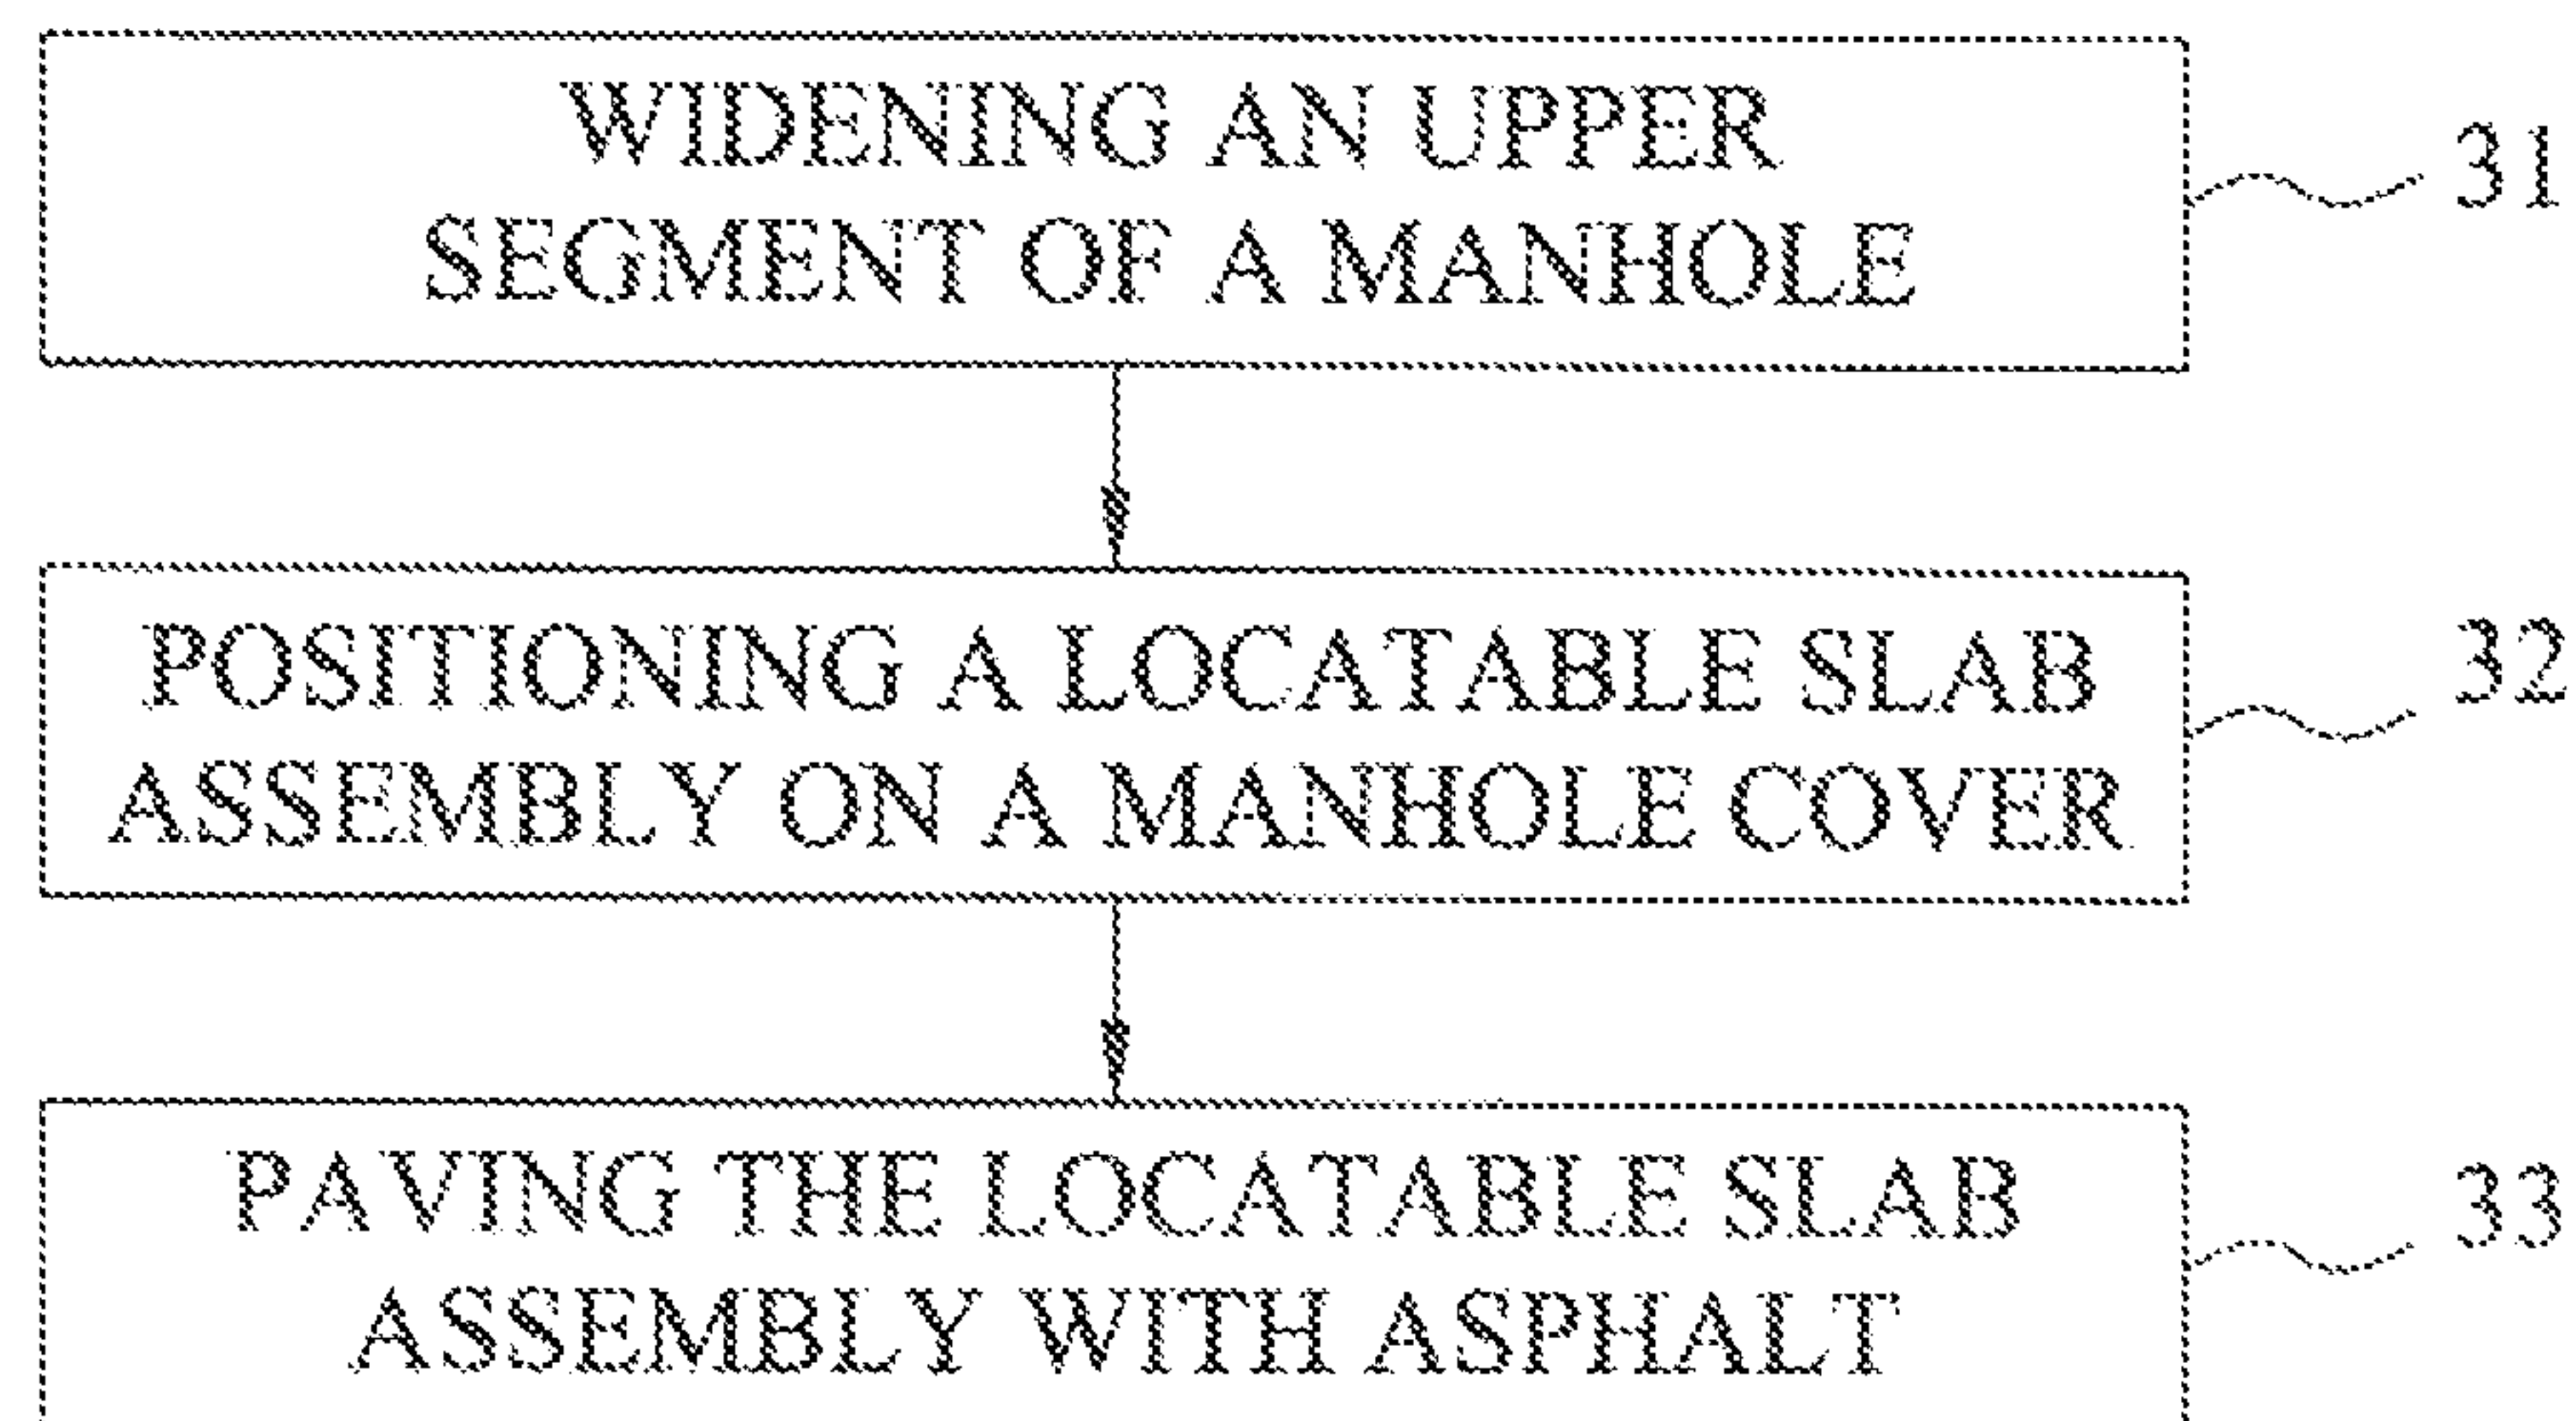 WIDENING AN UPPER
SEGMENT OF A MANHOLE
31
POSITIONING A LOCATABLE SLAB
ASSEMBLY ON A MANHOLE COVER
32
PAVING THE LOCATABLE SLAB
ASSEMBLY WITH ASPHALT
33